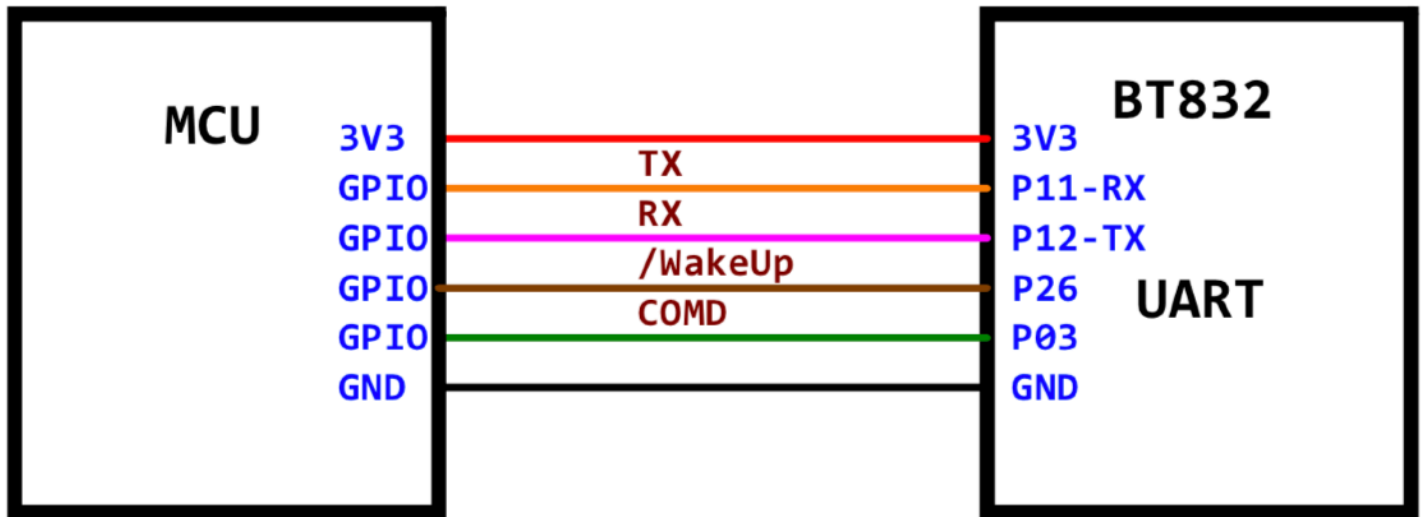 MCU
BT832
3V3 3V3
TX
GPIO P11-RX
RX
GPIO P12-TX
/WakeUp
GPIO P26
UART
COMD
GPIO P03
GND GND